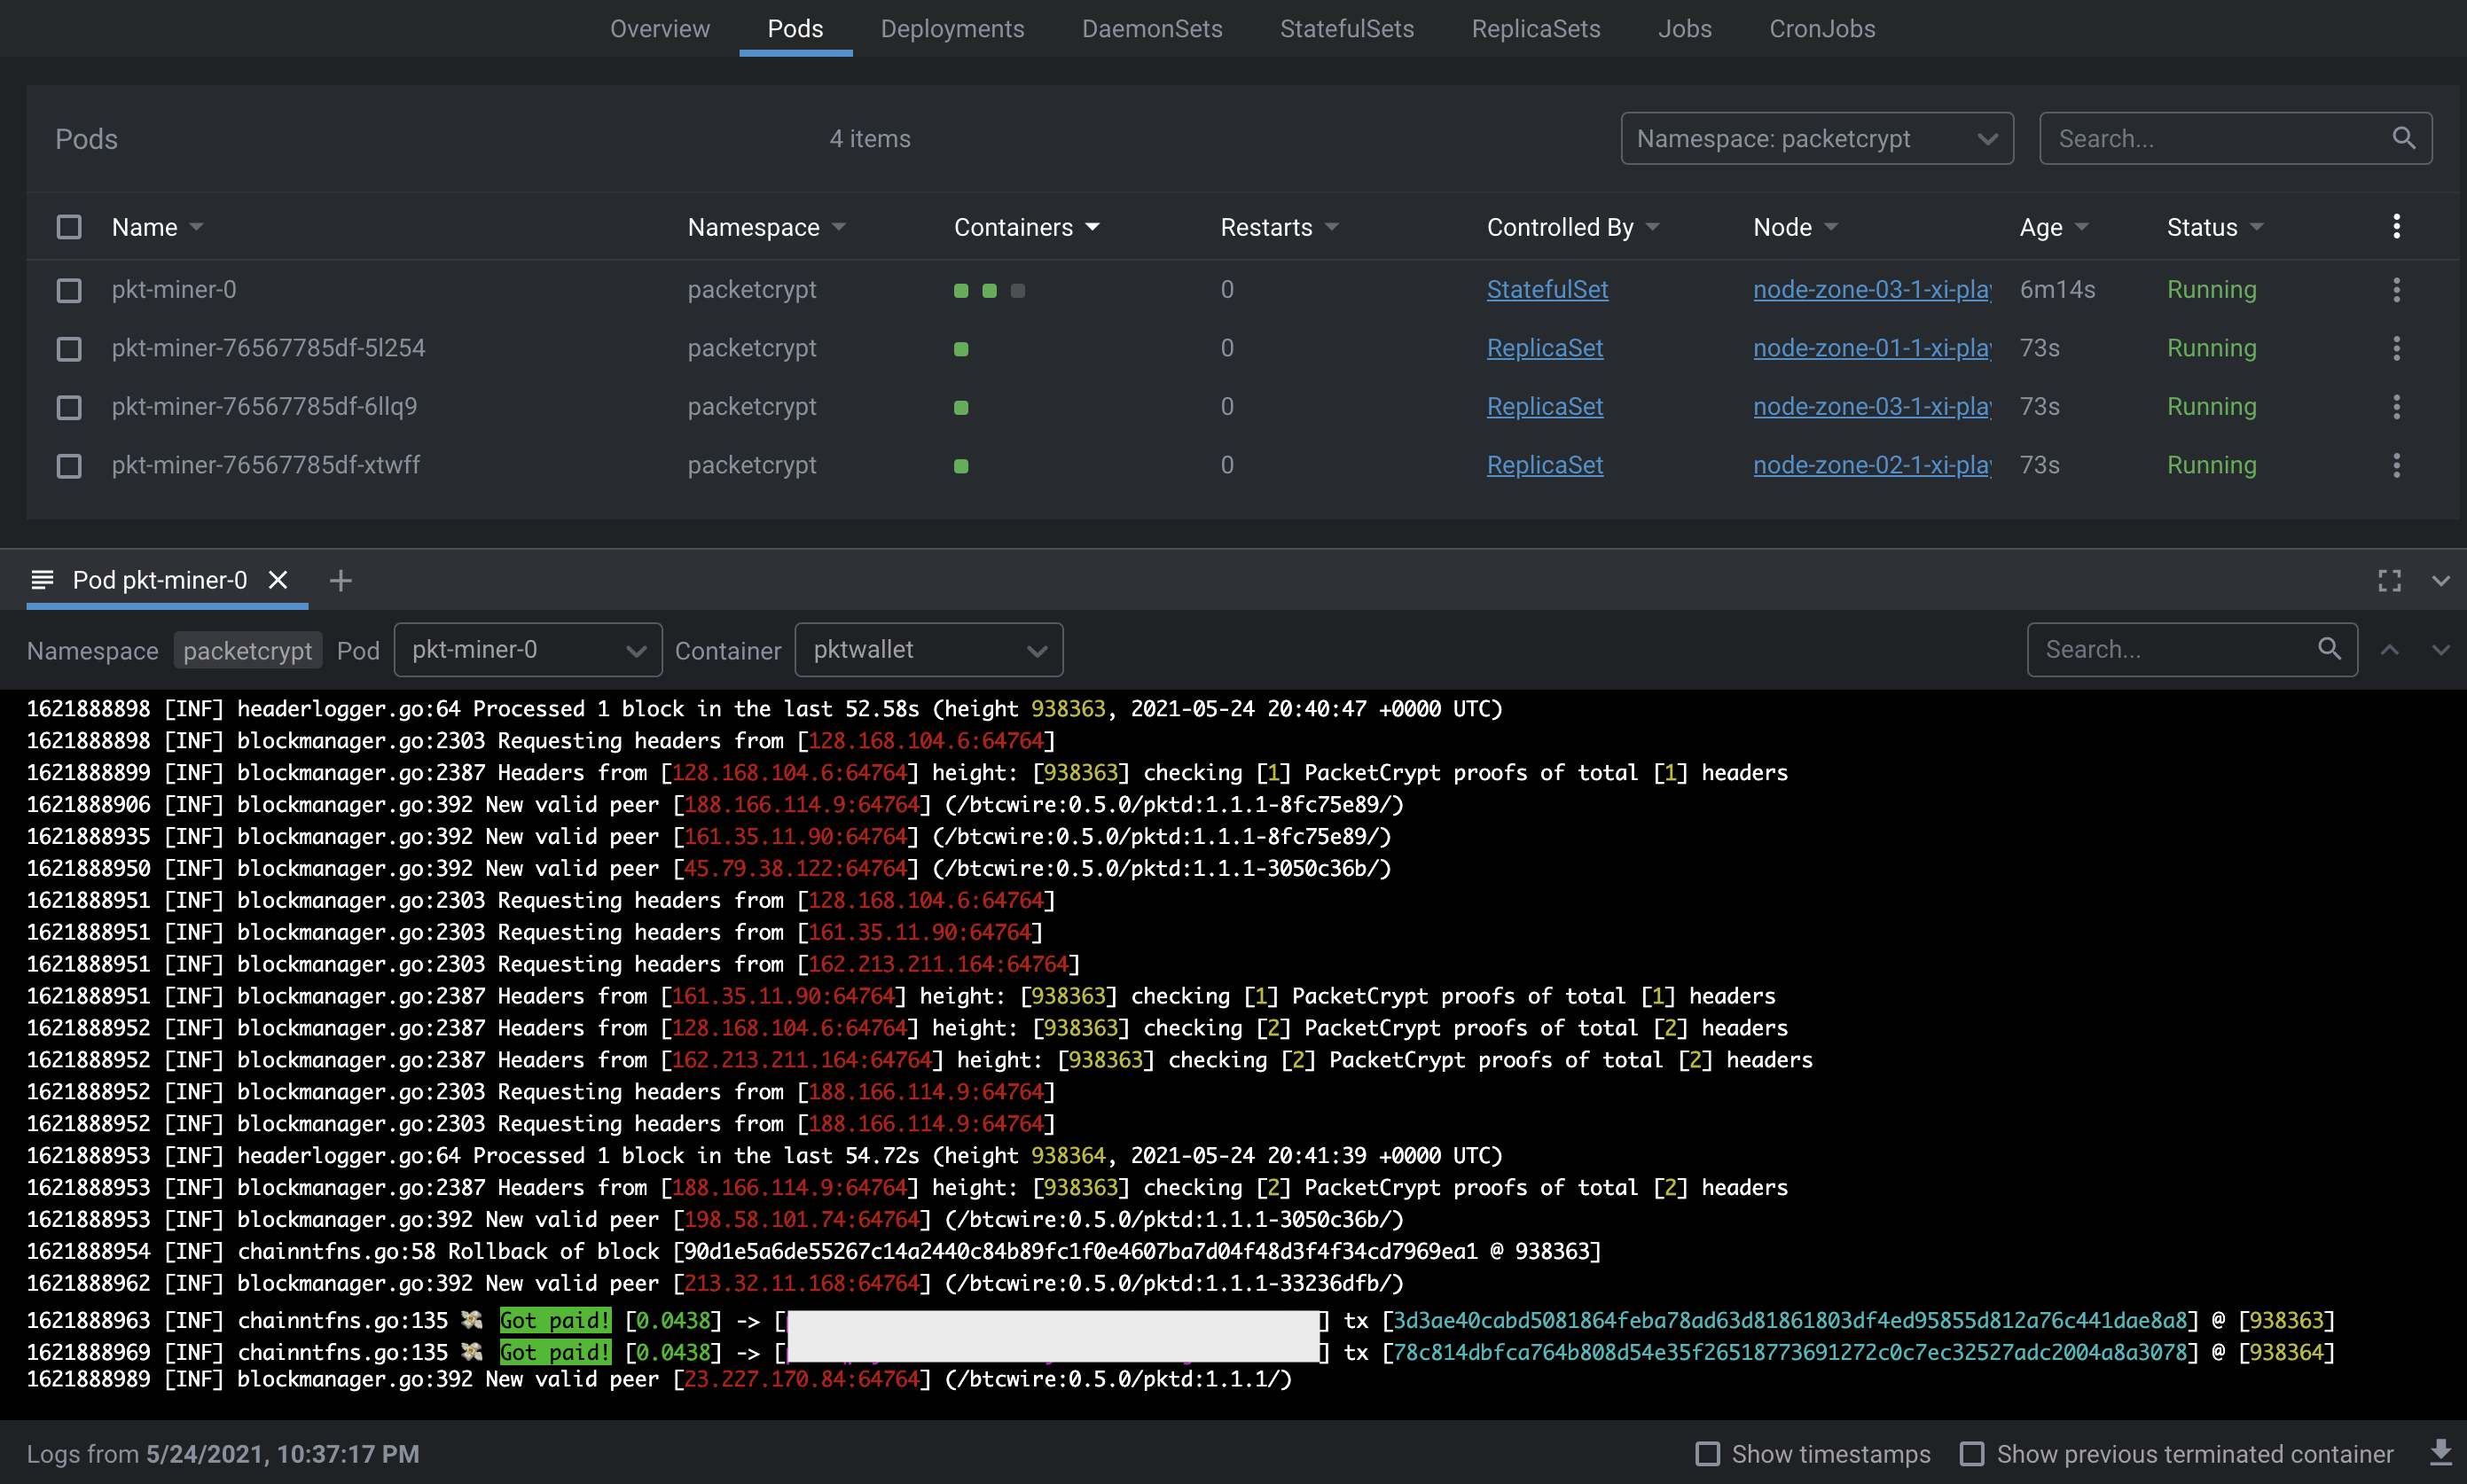 Overview Pods Deployments DaemonSets StatefulSets ReplicaSets Jobs CronJobs
Pods 4 items Namespace: packetcrypt Search...
Name Namespace Containers Restarts Controlled By Node Age Status
pkt-miner-0 packetcrypt 0 StatefulSet node-zone-03-1-xi-play 6m14s Running
pkt-miner-76567785df-5l254 packetcrypt 0 ReplicaSet node-zone-01-1-xi-play 73s Running
pkt-miner-76567785df-6llq9 packetcrypt 0 ReplicaSet node-zone-03-1-xi-play 73s Running
pkt-miner-76567785df-xtwff packetcrypt 0 ReplicaSet node-zone-02-1-xi-play 73s Running
Pod pkt-miner-0
Namespace packetcrypt Pod pkt-miner-0 Container pktwallet Search...
1621888898 [INF] headerlogger.go:64 Processed 1 block in the last 52.58s (height 938363, 2021-05-24 20:40:47 +0000 UTC)
1621888898 [INF] blockmanager.go:2303 Requesting headers from [128.168.104.6:64764]
1621888899 [INF] blockmanager.go:2387 Headers from [128.168.104.6:64764] height: [938363] checking [1] PacketCrypt proofs of total [1] headers
1621888906 [INF] blockmanager.go:392 New valid peer [188.166.114.9:64764] (/btcwire:0.5.0/pktd:1.1.1-8fc75e89/)
1621888935 [INF] blockmanager.go:392 New valid peer [161.35.11.90:64764] (/btcwire:0.5.0/pktd:1.1.1-8fc75e89/)
1621888950 [INF] blockmanager.go:392 New valid peer [45.79.38.122:64764] (/btcwire:0.5.0/pktd:1.1.1-3050c36b/)
1621888951 [INF] blockmanager.go:2303 Requesting headers from [128.168.104.6:64764]
1621888951 [INF] blockmanager.go:2303 Requesting headers from [161.35.11.90:64764]
1621888951 [INF] blockmanager.go:2303 Requesting headers from [162.213.211.164:64764]
1621888951 [INF] blockmanager.go:2387 Headers from [161.35.11.90:64764] height: [938363] checking [1] PacketCrypt proofs of total [1] headers
1621888952 [INF] blockmanager.go:2387 Headers from [128.168.104.6:64764] height: [938363] checking [2] PacketCrypt proofs of total [2] headers
1621888952 [INF] blockmanager.go:2387 Headers from [162.213.211.164:64764] height: [938363] checking [2] PacketCrypt proofs of total [2] headers
1621888952 [INF] blockmanager.go:2303 Requesting headers from [188.166.114.9:64764]
1621888952 [INF] blockmanager.go:2303 Requesting headers from [188.166.114.9:64764]
1621888953 [INF] headerlogger.go:64 Processed 1 block in the last 54.72s (height 938364, 2021-05-24 20:41:39 +0000 UTC)
1621888953 [INF] blockmanager.go:2387 Headers from [188.166.114.9:64764] height: [938363] checking [2] PacketCrypt proofs of total [2] headers
1621888953 [INF] blockmanager.go:392 New valid peer [198.58.101.74:64764] (/btcwire:0.5.0/pktd:1.1.1-3050c36b/)
1621888954 [INF] chainntfns.go:58 Rollback of block [90d1e5a6de55267c14a2440c84b89fc1f0e4607ba7d04f48d3f4f34cd7969ea1 @ 938363]
1621888962 [INF] blockmanager.go:392 New valid peer [213.32.11.168:64764] (/btcwire:0.5.0/pktd:1.1.1-33236dfb/)
1621888963 [INF] chainntfns.go:135 💸 Got paid! [0.0438] -> [ ] tx [3d3ae40cabd5081864feba78ad63d81861803df4ed95855d812a76c441dae8a8] @ [938363]
1621888969 [INF] chainntfns.go:135 💸 Got paid! [0.0438] -> [ ] tx [78c814dbfca764b808d54e35f26518773691272c0c7ec32527adc2004a8a3078] @ [938364]
1621888989 [INF] blockmanager.go:392 New valid peer [23.227.170.84:64764] (/btcwire:0.5.0/pktd:1.1.1/)
Logs from 5/24/2021, 10:37:17 PM Show timestamps Show previous terminated container